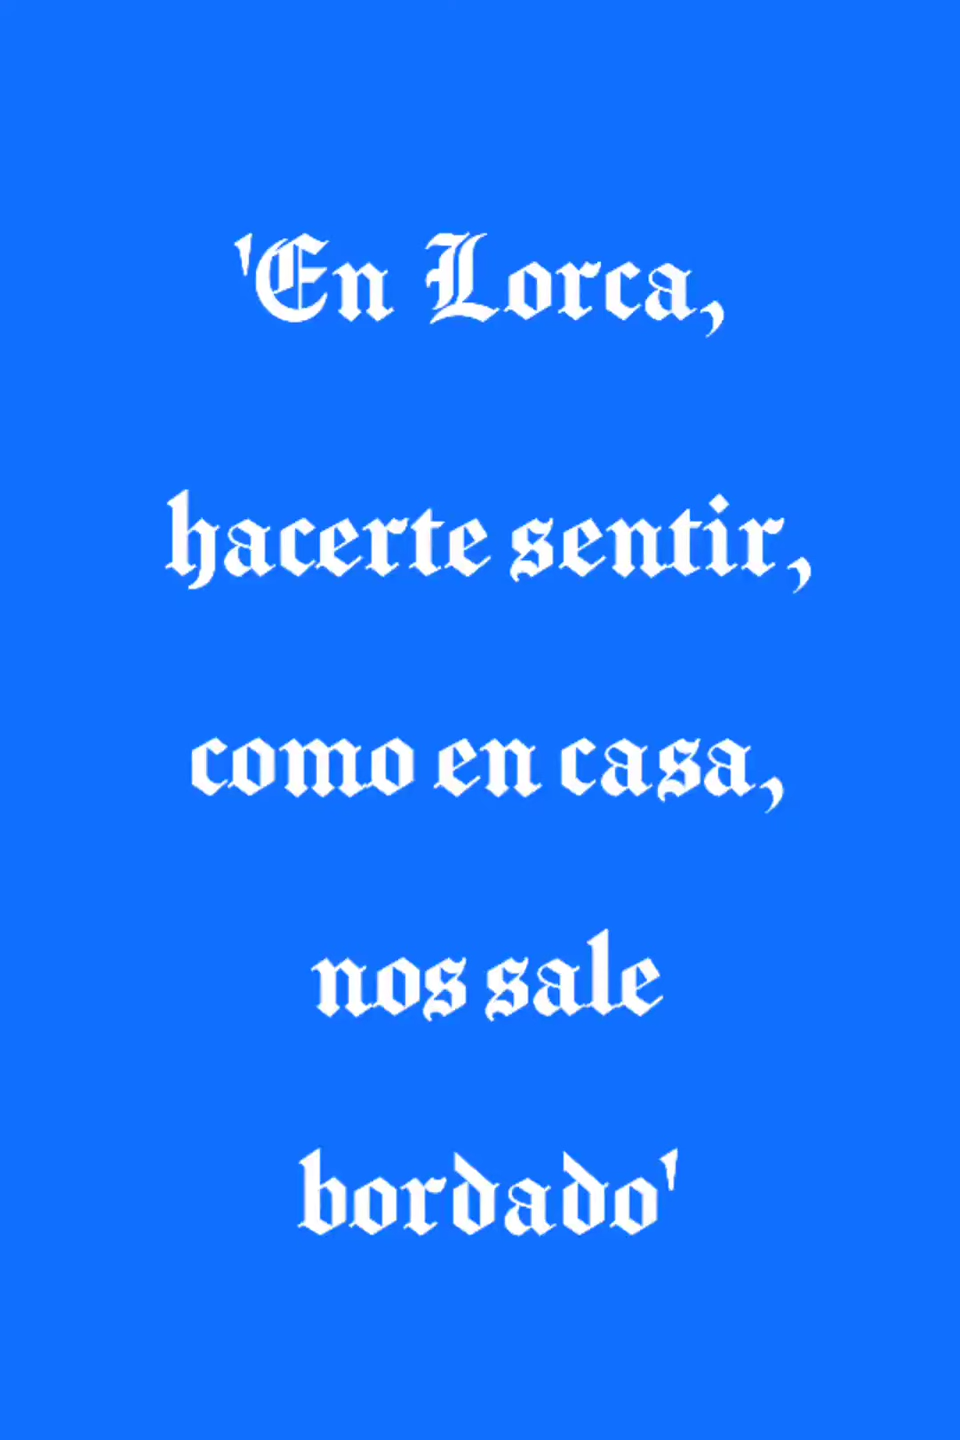 'En Lorca,
hacerte sentir,
como en casa,
nos sale
bordado'